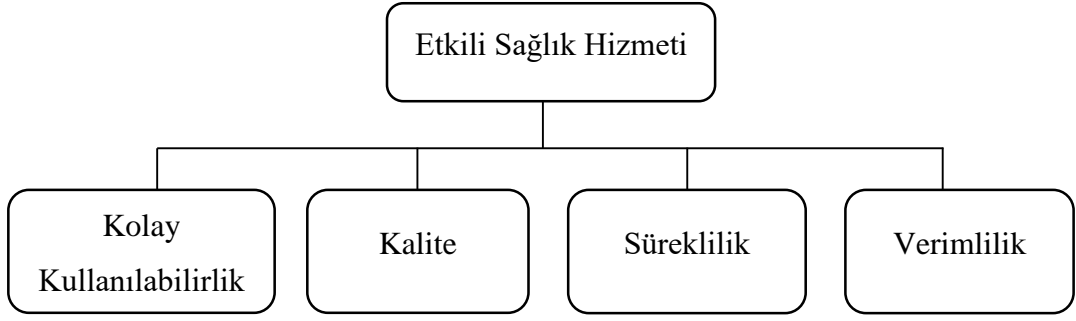 Etkili Sağlık Hizmeti
Kolay
Kullanılabilirlik
Kalite
Süreklilik
Verimlilik